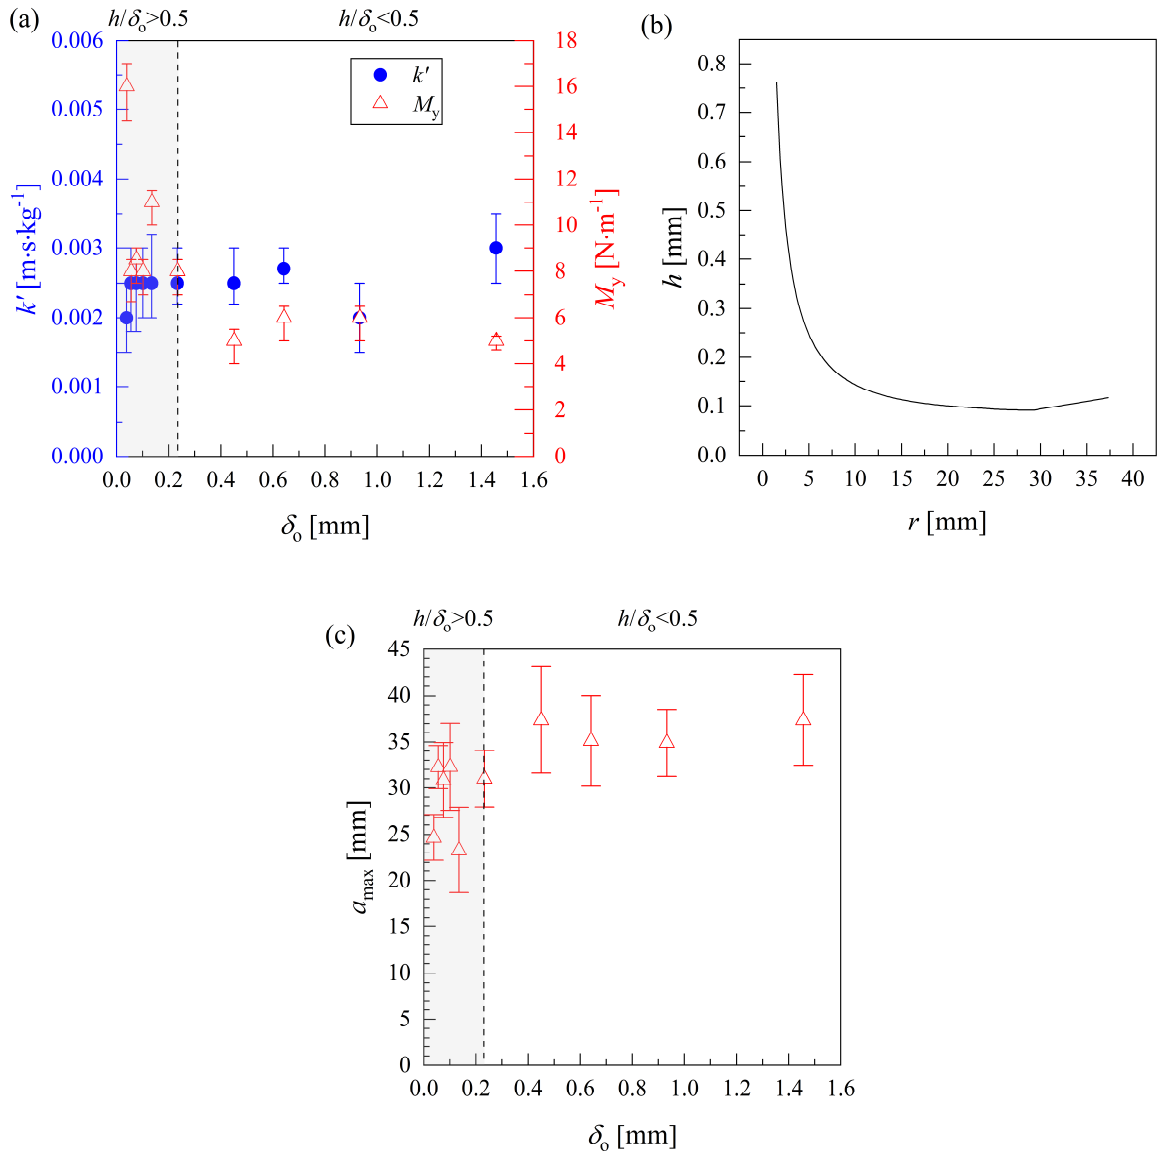 (a)
h/δₒ>0.5
h/δₒ<0.5
0.006
0.005
0.004
0.003
0.002
0.001
0.000
k′ [m·s·kg⁻¹]
k′
M_y
18
16
14
12
10
8
6
4
2
0
M_y [N·m⁻¹]
0.0 0.2 0.4 0.6 0.8 1.0 1.2 1.4 1.6
δₒ [mm]
(b)
0.8
0.7
0.6
0.5
0.4
0.3
0.2
0.1
0.0
h [mm]
0 5 10 15 20 25 30 35 40
r [mm]
(c)
h/δₒ>0.5
h/δₒ<0.5
45
40
35
30
25
20
15
10
5
0
a_max [mm]
0.0 0.2 0.4 0.6 0.8 1.0 1.2 1.4 1.6
δₒ [mm]